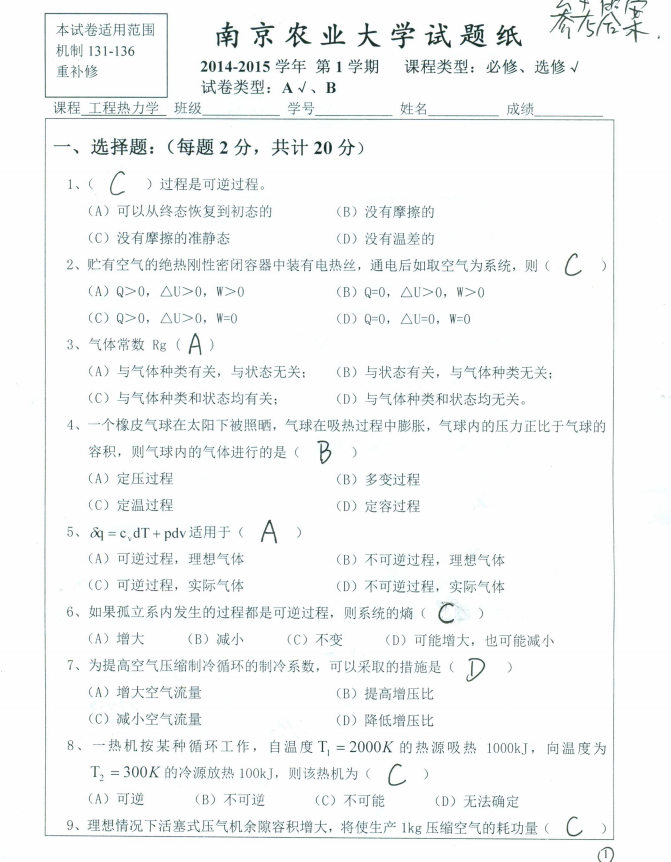 参考答案
本试卷适用范围
机制 131-136
重补修
南京农业大学试题纸
2014-2015 学年 第 1 学期 课程类型：必修、选修 √
试卷类型：A √、B
课程 工程热力学 班级 学号 姓名 成绩
一、选择题：（每题 2 分，共计 20 分）
1、（ C ）过程是可逆过程。
（A）可以从终态恢复到初态的 （B）没有摩擦的
（C）没有摩擦的准静态 （D）没有温差的
2、贮有空气的绝热刚性密闭容器中装有电热丝，通电后如取空气为系统，则（ C ）
（A）Q＞0，△U＞0，W＞0 （B）Q=0，△U＞0，W＞0
（C）Q＞0，△U＞0，W=0 （D）Q=0，△U=0，W=0
3、气体常数 Rg（ A ）
（A）与气体种类有关，与状态无关； （B）与状态有关，与气体种类无关；
（C）与气体种类和状态均有关； （D）与气体种类和状态均无关。
4、一个橡皮气球在太阳下被照晒，气球在吸热过程中膨胀，气球内的压力正比于气球的
容积，则气球内的气体进行的是（ B ）
（A）定压过程 （B）多变过程
（C）定温过程 （D）定容过程
5、δq = cᵥdT + pdv 适用于（ A ）
（A）可逆过程，理想气体 （B）不可逆过程，理想气体
（C）可逆过程，实际气体 （D）不可逆过程，实际气体
6、如果孤立系内发生的过程都是可逆过程，则系统的熵（ C ）
（A）增大 （B）减小 （C）不变 （D）可能增大，也可能减小
7、为提高空气压缩制冷循环的制冷系数，可以采取的措施是（ D ）
（A）增大空气流量 （B）提高增压比
（C）减小空气流量 （D）降低增压比
8、一热机按某种循环工作，自温度 T₁ = 2000K 的热源吸热 1000kJ，向温度为
T₂ = 300K 的冷源放热 100kJ，则该热机为（ C ）
（A）可逆 （B）不可逆 （C）不可能 （D）无法确定
9、理想情况下活塞式压气机余隙容积增大，将使生产 1kg 压缩空气的耗功量（ C ）
①